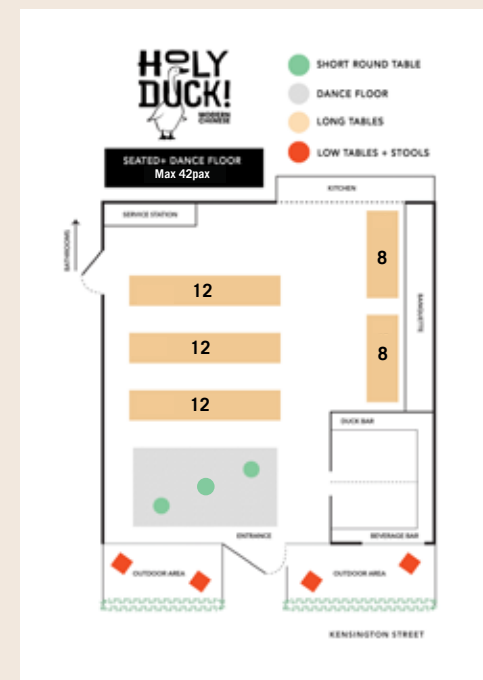 HOLY
DUCK!
MODERN
CHINESE
SHORT ROUND TABLE
DANCE FLOOR
LONG TABLES
LOW TABLES + STOOLS
SEATED+ DANCE FLOOR
Max 42pax
KITCHEN
SERVICE STATION
BATHROOMS
8
BANQUETTE
12
12
8
12
DUCK BAR
ENTRANCE
BEVERAGE BAR
OUTDOOR AREA
OUTDOOR AREA
KENSINGTON STREET